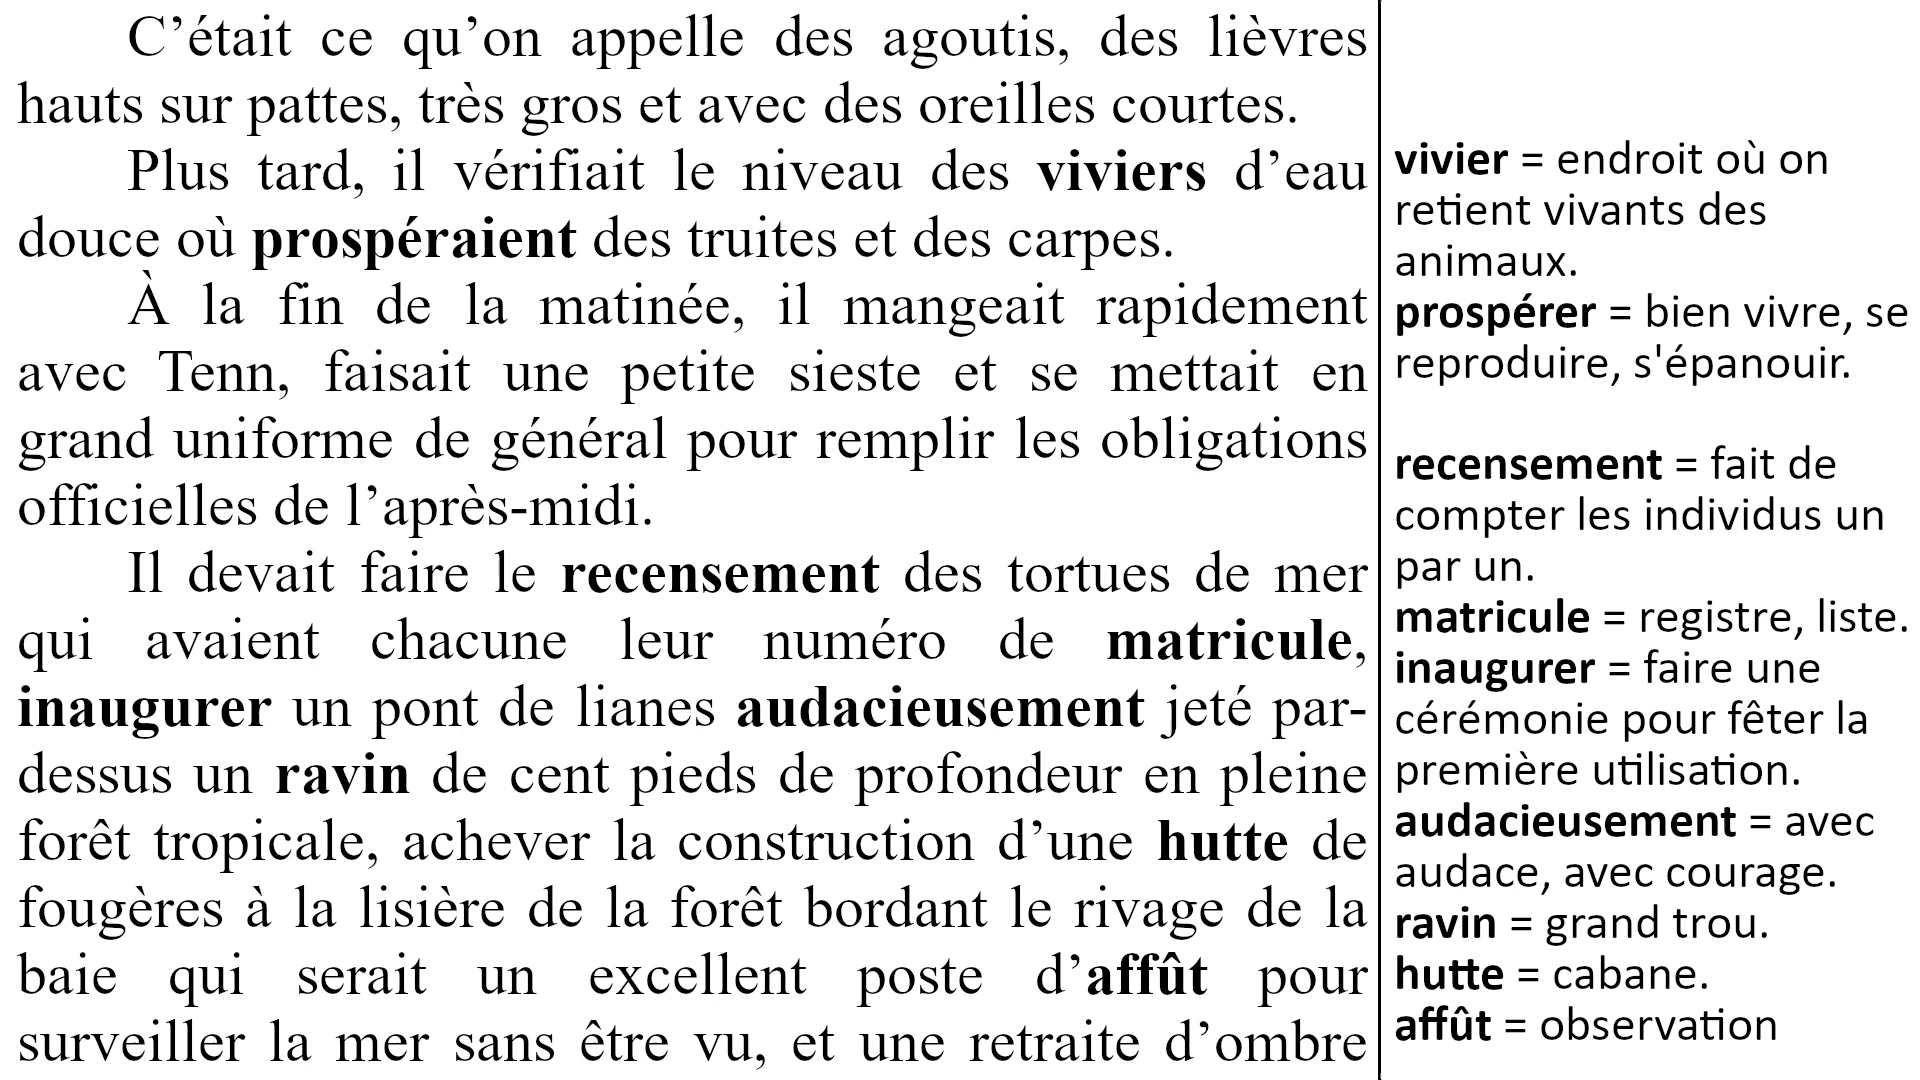 C’était ce qu’on appelle des agoutis, des lièvres
hauts sur pattes, très gros et avec des oreilles courtes.
Plus tard, il vérifiait le niveau des viviers d’eau
douce où prospéraient des truites et des carpes.
À la fin de la matinée, il mangeait rapidement
avec Tenn, faisait une petite sieste et se mettait en
grand uniforme de général pour remplir les obligations
officielles de l’après-midi.
Il devait faire le recensement des tortues de mer
qui avaient chacune leur numéro de matricule,
inaugurer un pont de lianes audacieusement jeté par-
dessus un ravin de cent pieds de profondeur en pleine
forêt tropicale, achever la construction d’une hutte de
fougères à la lisière de la forêt bordant le rivage de la
baie qui serait un excellent poste d’affût pour
surveiller la mer sans être vu, et une retraite d’ombre
vivier = endroit où on
retient vivants des
animaux.
prospérer = bien vivre, se
reproduire, s'épanouir.
recensement = fait de
compter les individus un
par un.
matricule = registre, liste.
inaugurer = faire une
cérémonie pour fêter la
première utilisation.
audacieusement = avec
audace, avec courage.
ravin = grand trou.
hutte = cabane.
affût = observation